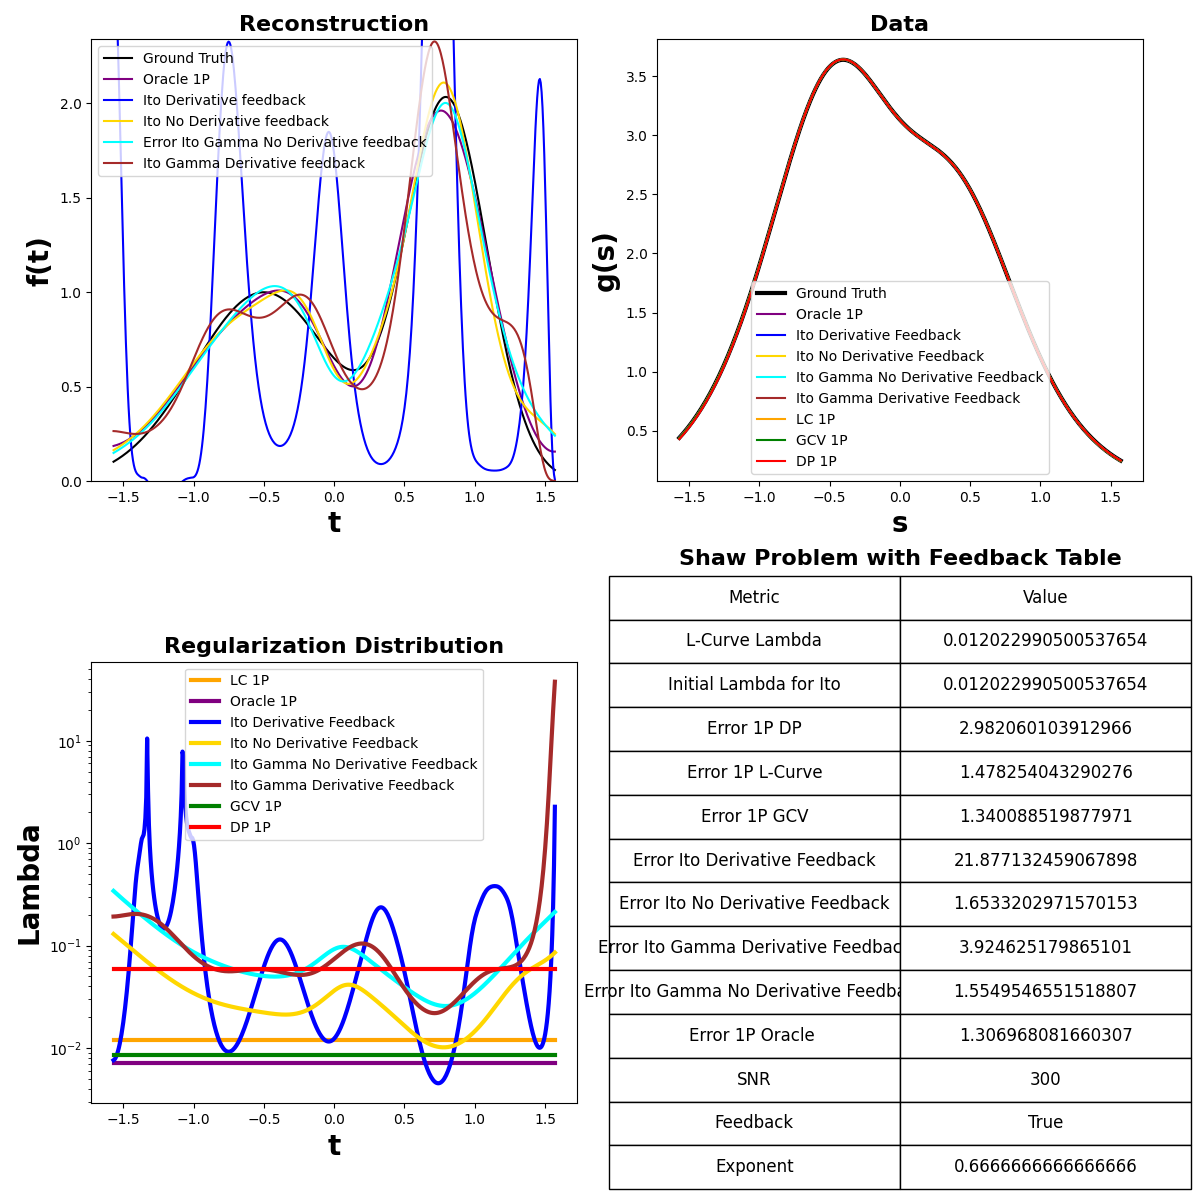 Reconstruction
f(t)
2.0
1.5
1.0
0.5
0.0
Ground Truth
Oracle 1P
Ito Derivative feedback
Ito No Derivative feedback
Error Ito Gamma No Derivative feedback
Ito Gamma Derivative feedback
−1.5 −1.0 −0.5 0.0 0.5 1.0 1.5
t
Data
g(s)
3.5
3.0
2.5
2.0
1.5
1.0
0.5
Ground Truth
Oracle 1P
Ito Derivative Feedback
Ito No Derivative Feedback
Ito Gamma No Derivative Feedback
Ito Gamma Derivative Feedback
LC 1P
GCV 1P
DP 1P
−1.5 −1.0 −0.5 0.0 0.5 1.0 1.5
s
Regularization Distribution
Lambda
10¹
10⁰
10⁻¹
10⁻²
LC 1P
Oracle 1P
Ito Derivative Feedback
Ito No Derivative Feedback
Ito Gamma No Derivative Feedback
Ito Gamma Derivative Feedback
GCV 1P
DP 1P
−1.5 −1.0 −0.5 0.0 0.5 1.0 1.5
t
Shaw Problem with Feedback Table
Metric Value
L-Curve Lambda 0.012022990500537654
Initial Lambda for Ito 0.012022990500537654
Error 1P DP 2.982060103912966
Error 1P L-Curve 1.478254043290276
Error 1P GCV 1.340088519877971
Error Ito Derivative Feedback 21.877132459067898
Error Ito No Derivative Feedback 1.6533202971570153
Error Ito Gamma Derivative Feedbac 3.924625179865101
Error Ito Gamma No Derivative Feedba 1.5549546551518807
Error 1P Oracle 1.306968081660307
SNR 300
Feedback True
Exponent 0.6666666666666666